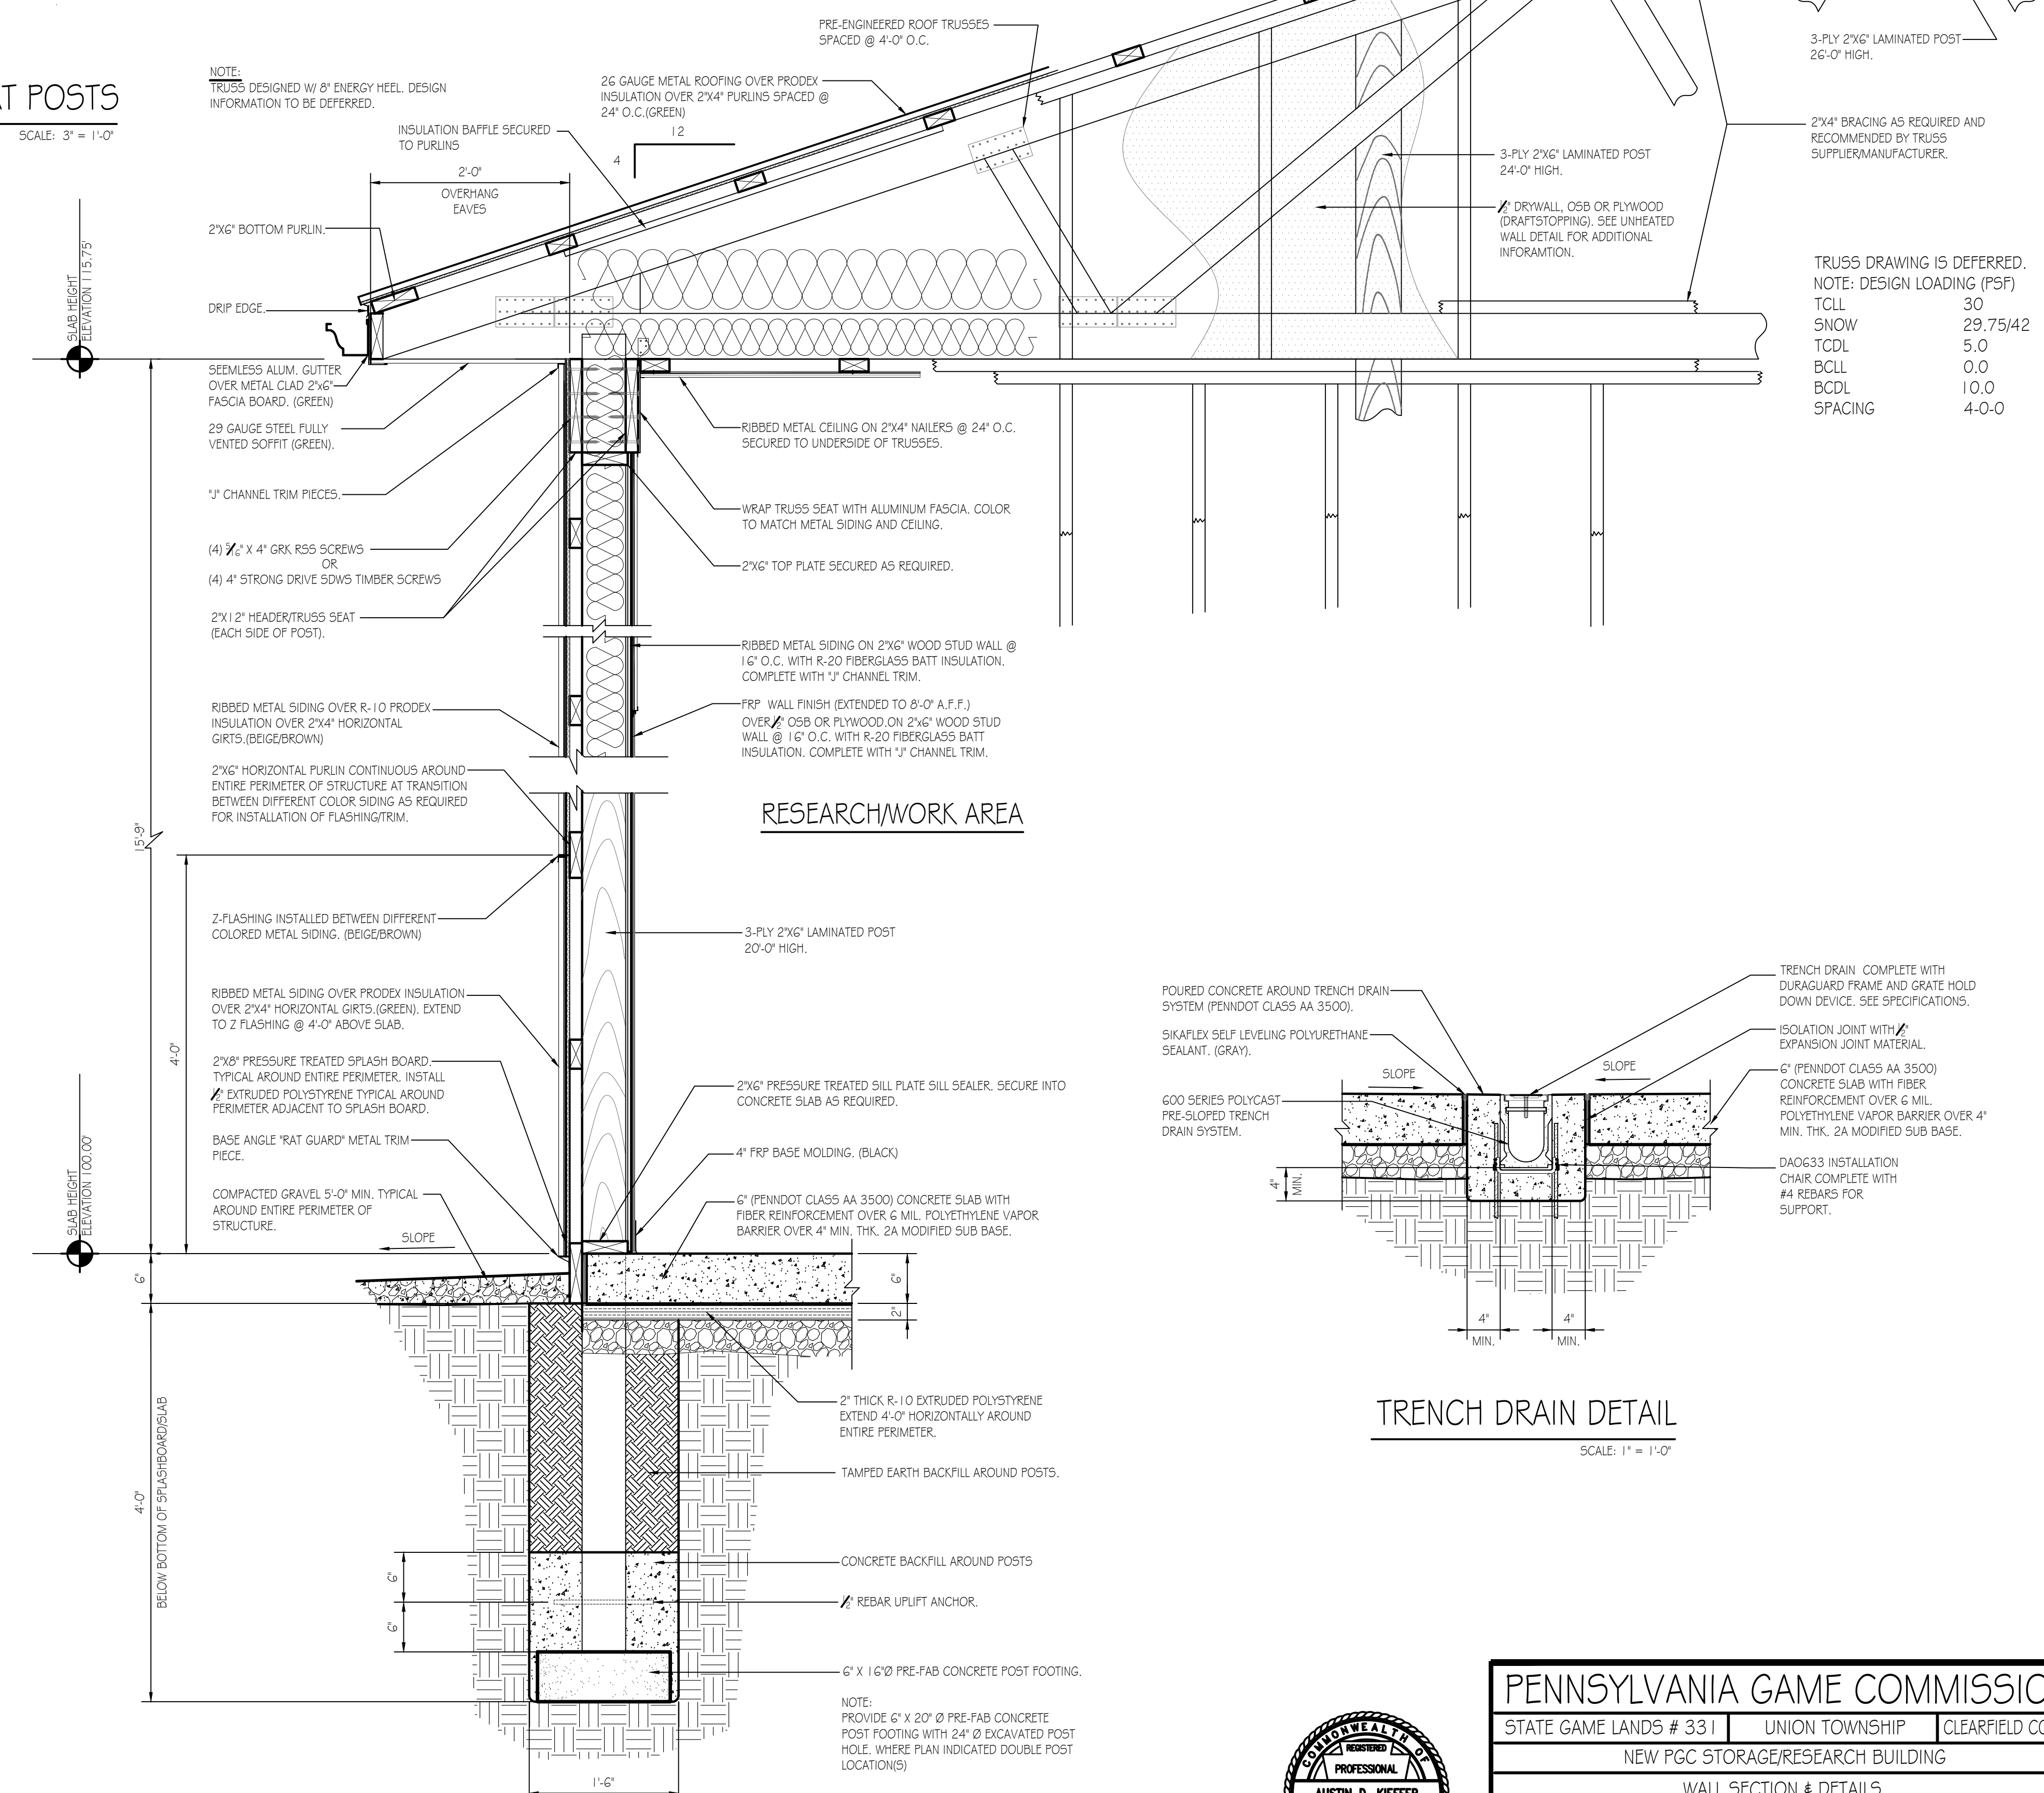 AT POSTS
SCALE: 3" = 1'-0"
NOTE:
TRUSS DESIGNED W/ 8" ENERGY HEEL. DESIGN
INFORMATION TO BE DEFERRED.
INSULATION BAFFLE SECURED
TO PURLINS
26 GAUGE METAL ROOFING OVER PRODEX
INSULATION OVER 2"X4" PURLINS SPACED @
24" O.C.(GREEN)
12
4
PRE-ENGINEERED ROOF TRUSSES
SPACED @ 4'-0" O.C.
3-PLY 2"X6" LAMINATED POST
26'-0" HIGH.
2"X4" BRACING AS REQUIRED AND
RECOMMENDED BY TRUSS
SUPPLIER/MANUFACTURER.
3-PLY 2"X6" LAMINATED POST
24'-0" HIGH.
1/2" DRYWALL, OSB OR PLYWOOD
(DRAFTSTOPPING). SEE UNHEATED
WALL DETAIL FOR ADDITIONAL
INFORAMTION.
TRUSS DRAWING IS DEFERRED.
NOTE: DESIGN LOADING (PSF)
TCLL 30
SNOW 29.75/42
TCDL 5.0
BCLL 0.0
BCDL 10.0
SPACING 4-0-0
2'-0"
OVERHANG
EAVES
2"X6" BOTTOM PURLIN.
DRIP EDGE.
SLAB HEIGHT
ELEVATION 115.75'
SEEMLESS ALUM. GUTTER
OVER METAL CLAD 2"x6"
FASCIA BOARD. (GREEN)
29 GAUGE STEEL FULLY
VENTED SOFFIT (GREEN).
"J" CHANNEL TRIM PIECES.
(4) 5/16" X 4" GRK RSS SCREWS
OR
(4) 4" STRONG DRIVE SDWS TIMBER SCREWS
2"X12" HEADER/TRUSS SEAT
(EACH SIDE OF POST).
RIBBED METAL SIDING OVER R-10 PRODEX
INSULATION OVER 2"X4" HORIZONTAL
GIRTS.(BEIGE/BROWN)
2"X6" HORIZONTAL PURLIN CONTINUOUS AROUND
ENTIRE PERIMETER OF STRUCTURE AT TRANSITION
BETWEEN DIFFERENT COLOR SIDING AS REQUIRED
FOR INSTALLATION OF FLASHING/TRIM.
15'-9"
4'-0"
Z-FLASHING INSTALLED BETWEEN DIFFERENT
COLORED METAL SIDING. (BEIGE/BROWN)
RIBBED METAL SIDING OVER PRODEX INSULATION
OVER 2"X4" HORIZONTAL GIRTS.(GREEN). EXTEND
TO Z FLASHING @ 4'-0" ABOVE SLAB.
2"X8" PRESSURE TREATED SPLASH BOARD.
TYPICAL AROUND ENTIRE PERIMETER. INSTALL
1/2" EXTRUDED POLYSTYRENE TYPICAL AROUND
PERIMETER ADJACENT TO SPLASH BOARD.
BASE ANGLE "RAT GUARD" METAL TRIM
PIECE.
COMPACTED GRAVEL 5'-0" MIN. TYPICAL
AROUND ENTIRE PERIMETER OF
STRUCTURE.
SLOPE
SLAB HEIGHT
ELEVATION 100.00'
6"
4'-0"
BELOW BOTTOM OF SPLASHBOARD/SLAB
RIBBED METAL CEILING ON 2"X4" NAILERS @ 24" O.C.
SECURED TO UNDERSIDE OF TRUSSES.
WRAP TRUSS SEAT WITH ALUMINUM FASCIA. COLOR
TO MATCH METAL SIDING AND CEILING.
2"X6" TOP PLATE SECURED AS REQUIRED.
RIBBED METAL SIDING ON 2"X6" WOOD STUD WALL @
16" O.C. WITH R-20 FIBERGLASS BATT INSULATION.
COMPLETE WITH "J" CHANNEL TRIM.
FRP WALL FINISH (EXTENDED TO 8'-0" A.F.F.)
OVER 1/2" OSB OR PLYWOOD.ON 2"x6" WOOD STUD
WALL @ 16" O.C. WITH R-20 FIBERGLASS BATT
INSULATION. COMPLETE WITH "J" CHANNEL TRIM.
RESEARCH/WORK AREA
3-PLY 2"X6" LAMINATED POST
20'-0" HIGH.
2"X6" PRESSURE TREATED SILL PLATE SILL SEALER. SECURE INTO
CONCRETE SLAB AS REQUIRED.
4" FRP BASE MOLDING. (BLACK)
6" (PENNDOT CLASS AA 3500) CONCRETE SLAB WITH
FIBER REINFORCEMENT OVER 6 MIL. POLYETHYLENE VAPOR
BARRIER OVER 4" MIN. THK. 2A MODIFIED SUB BASE.
6"
2"
2" THICK R-10 EXTRUDED POLYSTYRENE
EXTEND 4'-0" HORIZONTALLY AROUND
ENTIRE PERIMETER.
TAMPED EARTH BACKFILL AROUND POSTS.
CONCRETE BACKFILL AROUND POSTS
6"
6"
1/2" REBAR UPLIFT ANCHOR.
6" X 16"Ø PRE-FAB CONCRETE POST FOOTING.
NOTE:
PROVIDE 6" X 20" Ø PRE-FAB CONCRETE
POST FOOTING WITH 24" Ø EXCAVATED POST
HOLE. WHERE PLAN INDICATED DOUBLE POST
LOCATION(S)
1'-6"
POURED CONCRETE AROUND TRENCH DRAIN
SYSTEM (PENNDOT CLASS AA 3500).
SIKAFLEX SELF LEVELING POLYURETHANE
SEALANT. (GRAY).
SLOPE
SLOPE
600 SERIES POLYCAST
PRE-SLOPED TRENCH
DRAIN SYSTEM.
4"
MIN.
4"
MIN.
4"
MIN.
TRENCH DRAIN COMPLETE WITH
DURAGUARD FRAME AND GRATE HOLD
DOWN DEVICE. SEE SPECIFICATIONS.
ISOLATION JOINT WITH 1/2"
EXPANSION JOINT MATERIAL.
6" (PENNDOT CLASS AA 3500)
CONCRETE SLAB WITH FIBER
REINFORCEMENT OVER 6 MIL.
POLYETHYLENE VAPOR BARRIER OVER 4"
MIN. THK. 2A MODIFIED SUB BASE.
DA0633 INSTALLATION
CHAIR COMPLETE WITH
#4 REBARS FOR
SUPPORT.
TRENCH DRAIN DETAIL
SCALE: 1" = 1'-0"
COMMONWEALTH OF
REGISTERED
PROFESSIONAL
AUSTIN D. KIEFFER
PENNSYLVANIA GAME COMMISSIO
STATE GAME LANDS # 331 UNION TOWNSHIP CLEARFIELD CO
NEW PGC STORAGE/RESEARCH BUILDING
WALL SECTION & DETAILS